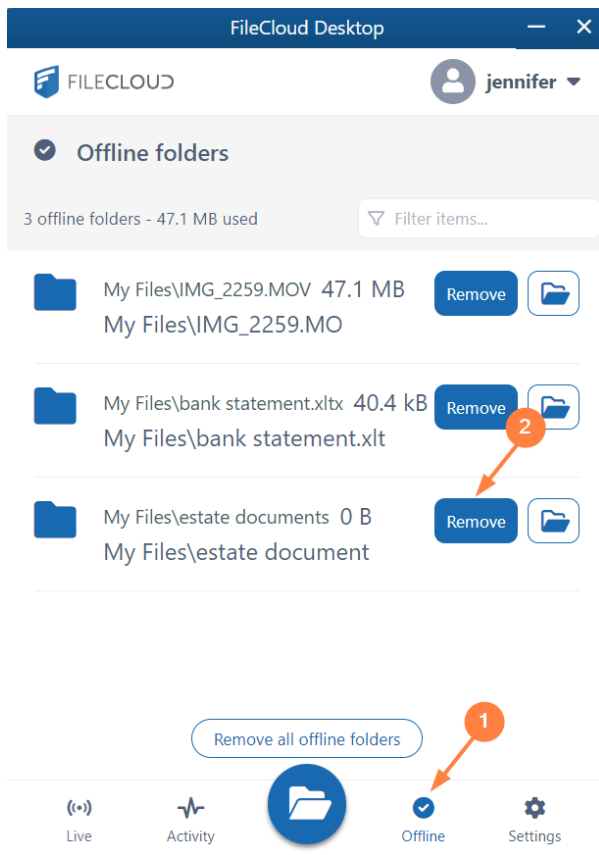 FileCloud Desktop
FILECLOUD
jennifer
Offline folders
3 offline folders - 47.1 MB used
Filter items...
My Files\IMG_2259.MOV 47.1 MB
Remove
My Files\IMG_2259.MO
My Files\bank statement.xltx 40.4 kB
Remove
My Files\bank statement.xlt
2
My Files\estate documents 0 B
Remove
My Files\estate document
1
Remove all offline folders
Live
Activity
Offline
Settings